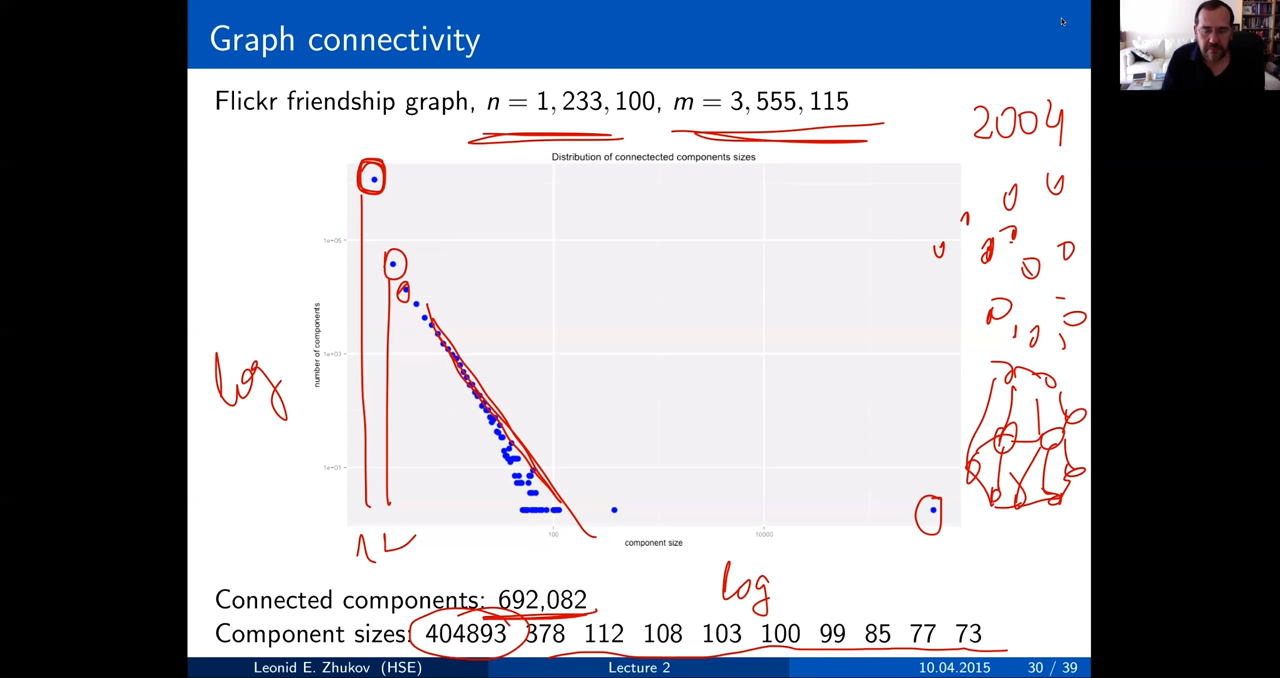 Graph connectivity
Flickr friendship graph, n = 1, 233, 100, m = 3, 555, 115
2004
Distribution of connectected components sizes
1e+05
number of components
1e+03
log
1e+01
100
10000
component size
log
Connected components: 692,082
Component sizes: 404893 378 112 108 103 100 99 85 77 73
Leonid E. Zhukov (HSE)
Lecture 2
10.04.2015
30 / 39